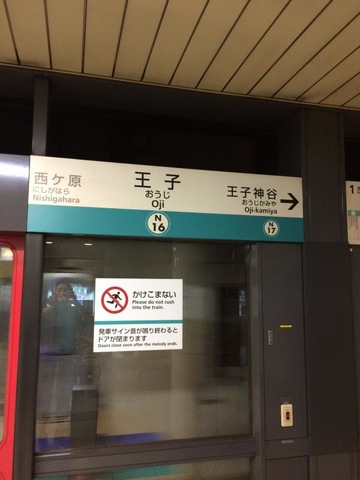 西ケ原
にしがはら
Nishigahara
王子
おうじ
Oji
N
16
王子神谷
おうじかみや
Oji-kamiya
N
17
1
かけこまない
Please do not rush
into the train.
発車サイン音が鳴り終わると
ドアが閉まります
Doors close soon after the melody ends.